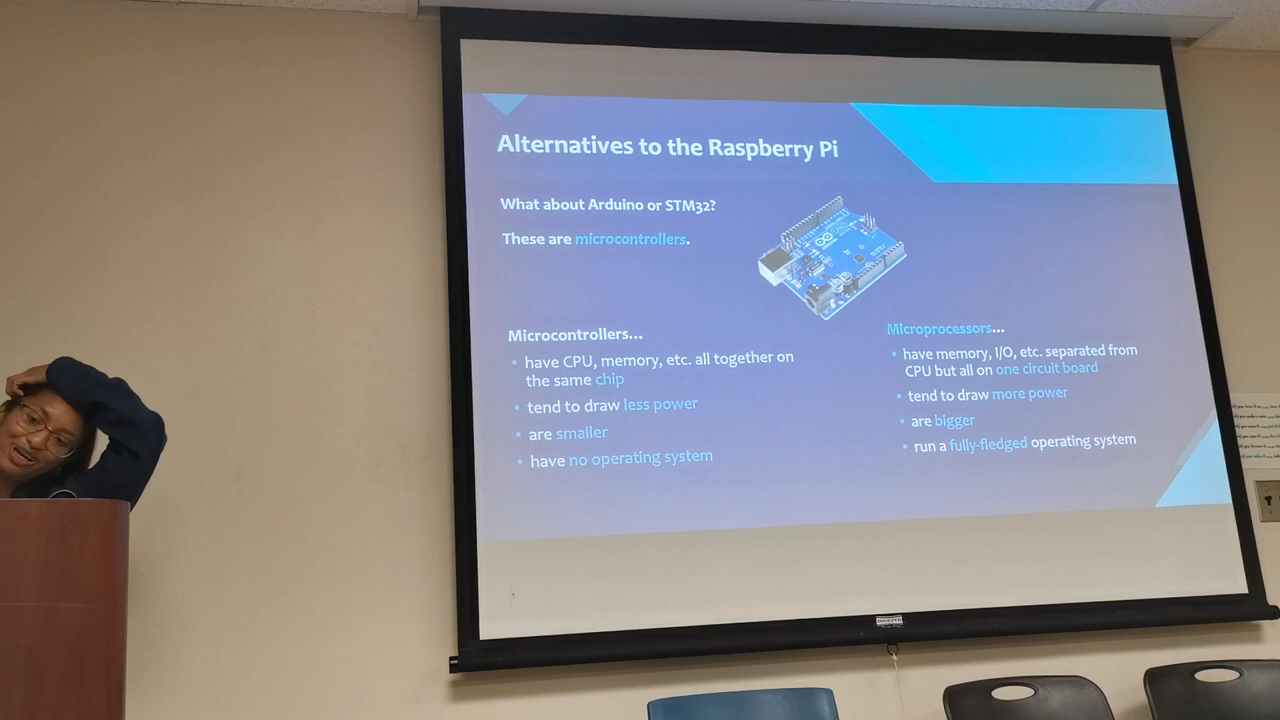 Alternatives to the Raspberry Pi
What about Arduino or STM32?
These are microcontrollers.
Microcontrollers...
• have CPU, memory, etc. all together on
the same chip
• tend to draw less power
• are smaller
• have no operating system
Microprocessors...
• have memory, I/O, etc. separated from
CPU but all on one circuit board
• tend to draw more power
• are bigger
• run a fully-fledged operating system